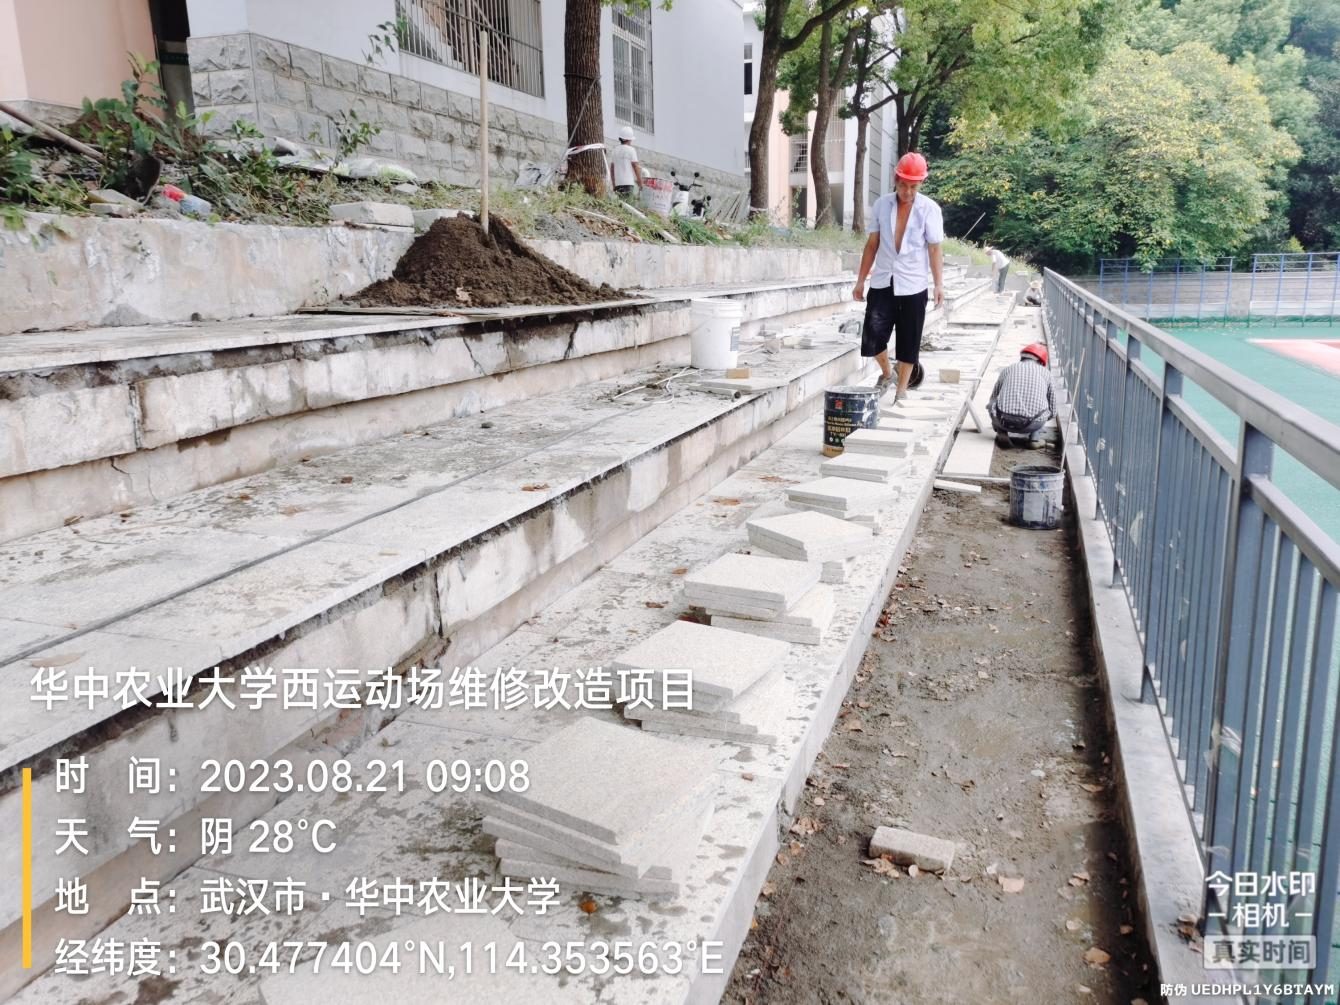 华中农业大学西运动场维修改造项目
时 间：2023.08.21 09:08
天 气：阴 28℃
地 点：武汉市·华中农业大学
经纬度：30.477404°N,114.353563°E
今日水印
-相机-
真实时间
防伪 UEDHPL1Y6BTAYM